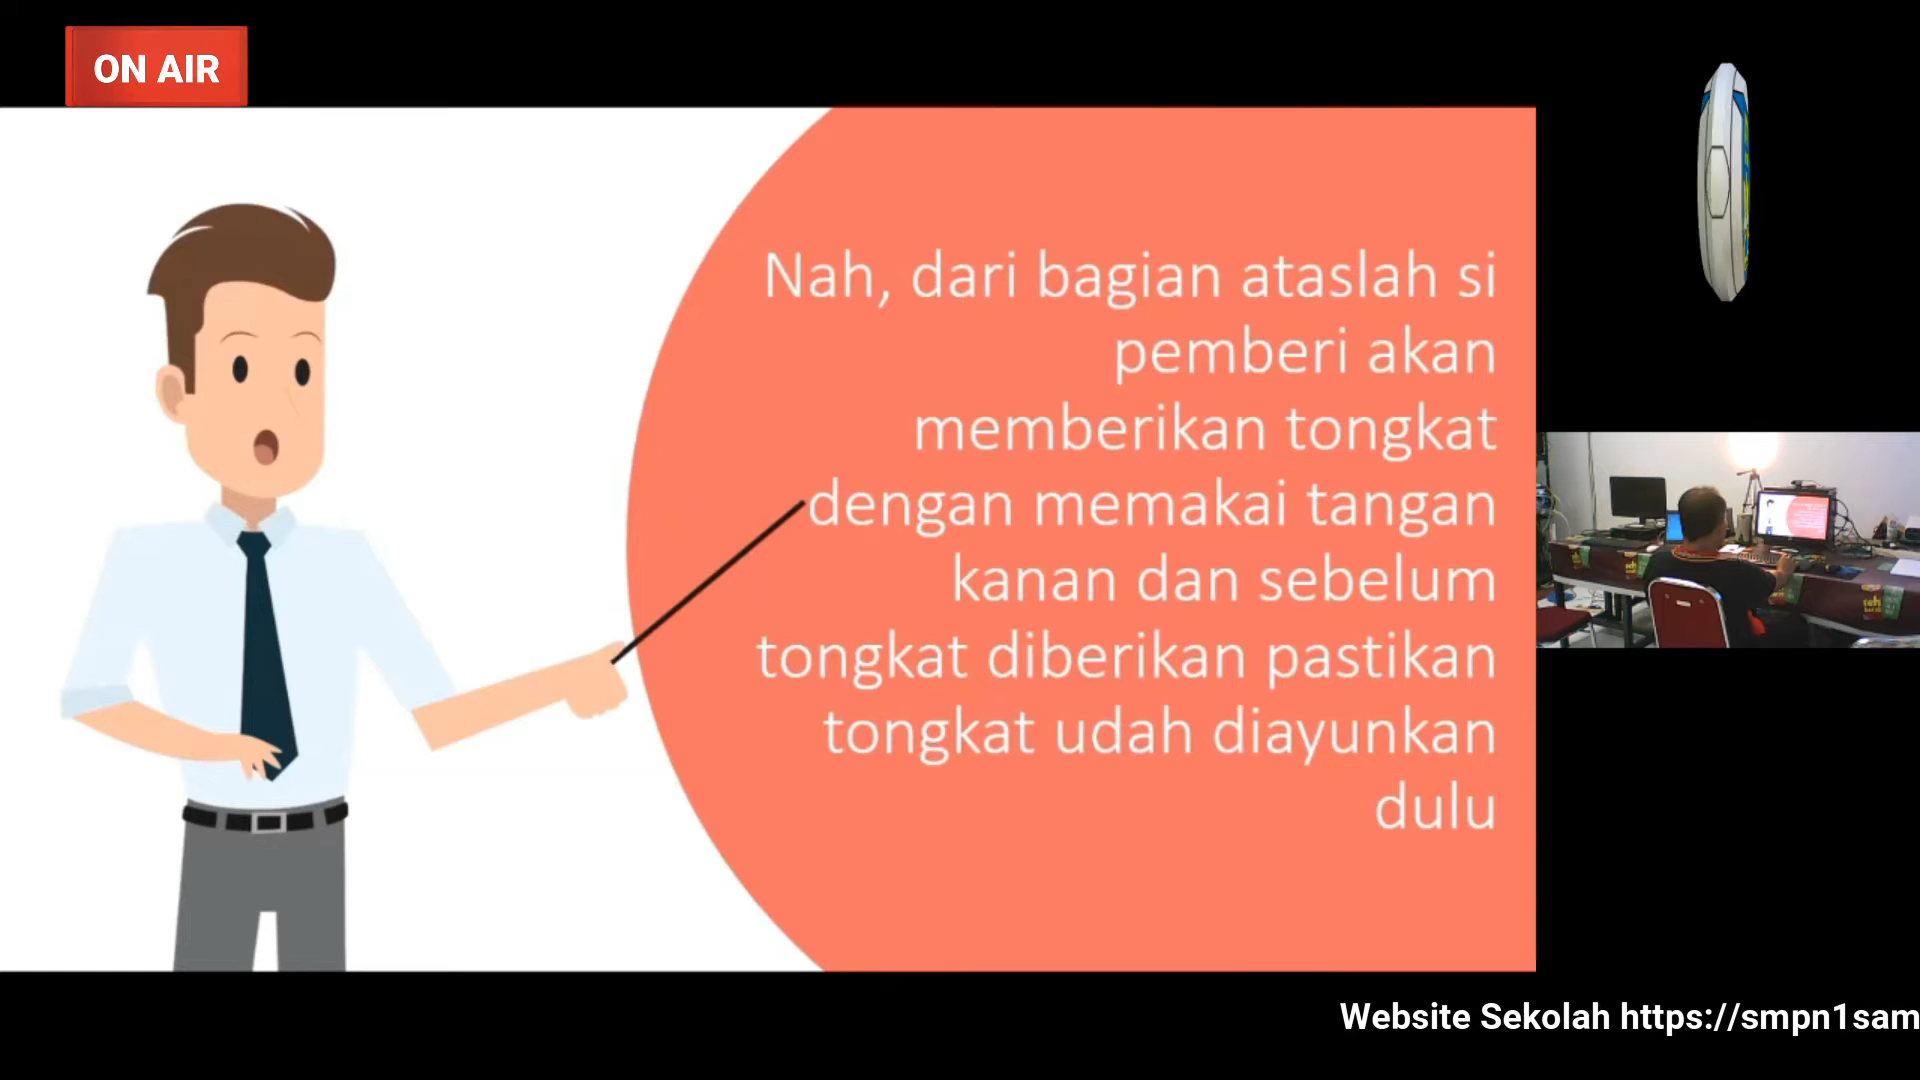 ON AIR
Nah, dari bagian ataslah si
pemberi akan
memberikan tongkat
dengan memakai tangan
kanan dan sebelum
tongkat diberikan pastikan
tongkat udah diayunkan
dulu
Website Sekolah https://smpn1sam